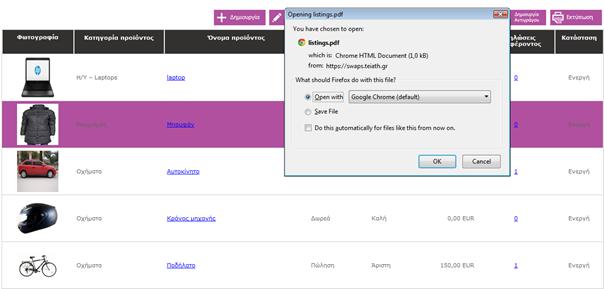 Δημιουργία
Δημιουργία Αντιγράφου
Εκτύπωση
Φωτογραφία
Κατηγορία προϊόντος
Όνομα προϊόντος
Κατάσταση
Η/Υ – Laptops
laptop
0
Ενεργή
Μπουφάν
0
Ενεργή
Οχήματα
Αυτοκίνητο
1
Ενεργή
Οχήματα
Κράνος μηχανής
Δωρεά
Καλή
0,00 EUR
0
Ενεργή
Οχήματα
Ποδήλατο
Πώληση
Άριστη
150,00 EUR
1
Ενεργή
Opening listings.pdf
You have chosen to open:
listings.pdf
which is: Chrome HTML Document (1,0 kB)
from: https://swaps.teiath.gr
What should Firefox do with this file?
Open with
Google Chrome (default)
Save File
Do this automatically for files like this from now on.
OK
Cancel